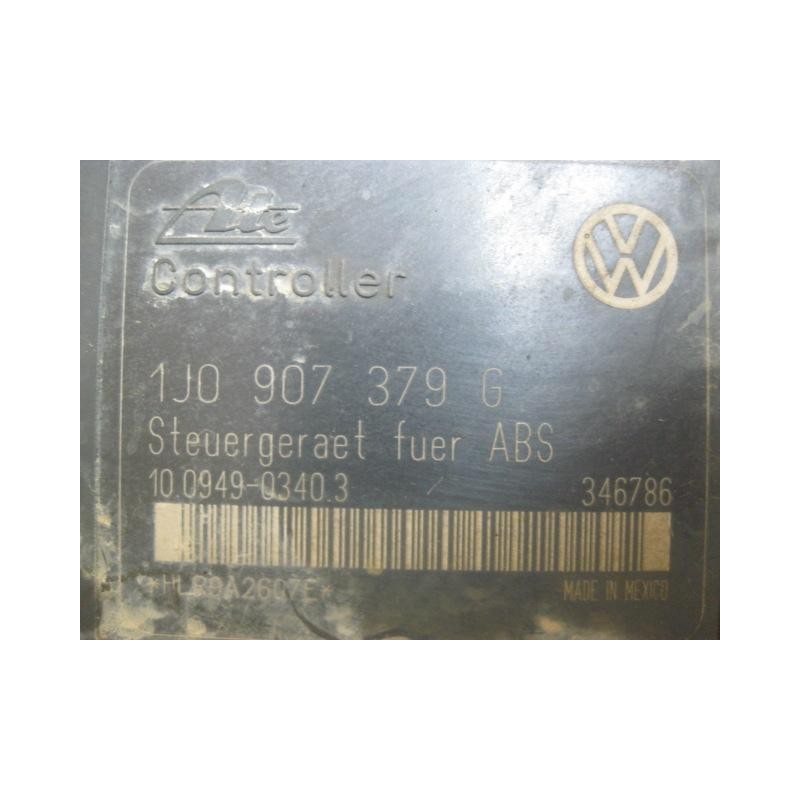 Ate
Controller
1J0 907 379 G
Steuergeraet fuer ABS
10.0949-0340.3 346786
MADE IN MEXICO